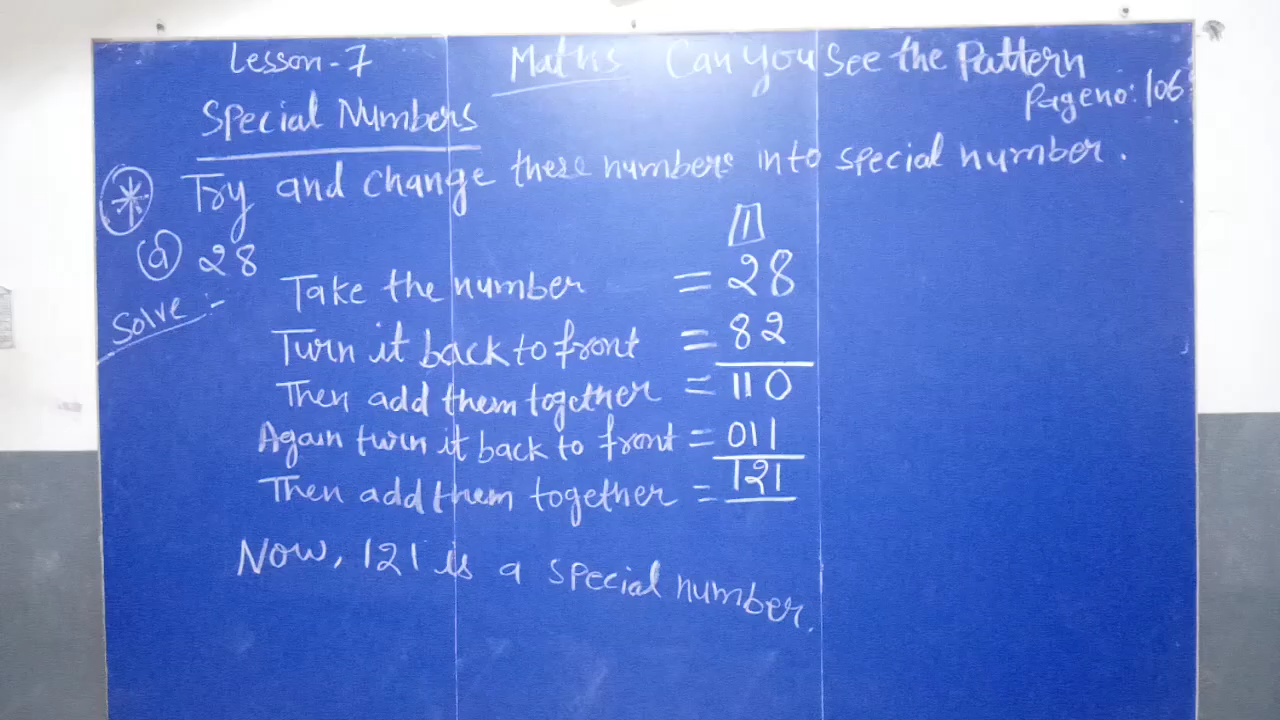 Lesson-7 Maths Can you See the Pattern
Page no: 106
Special Numbers
Try and change these numbers into special number.
1
a 28
Solve :-
Take the number = 28
Turn it back to front = 82
Then add them together = 110
Again turn it back to front = 011
Then add them together = 121
Now, 121 is a special number.